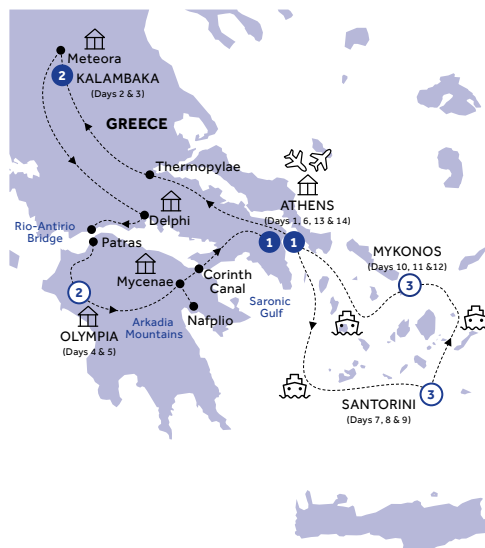 Meteora
2
KALAMBAKA
(Days 2 & 3)
GREECE
Thermopylae
ATHENS
(Days 1, 6, 13 & 14)
Delphi
Rio-Antirio
Bridge
Patras
1
1
MYKONOS
(Days 10, 11 &12)
3
Corinth
Canal
Mycenae
2
Saronic
Gulf
Nafplio
Arkadia
Mountains
OLYMPIA
(Days 4 & 5)
3
SANTORINI
(Days 7, 8 & 9)